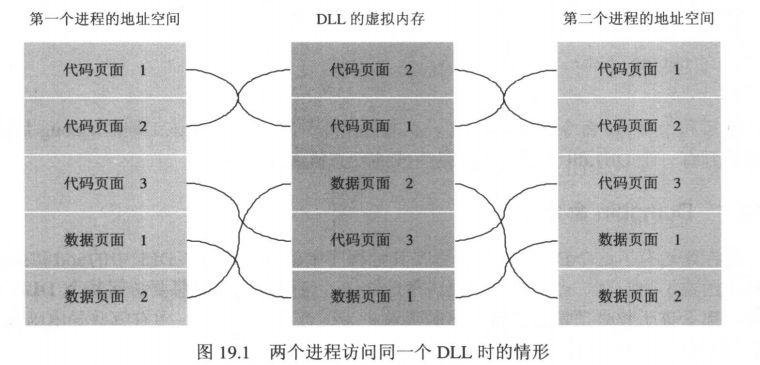 第一个进程的地址空间 DLL 的虚拟内存 第二个进程的地址空间
代码页面 1 代码页面 2 代码页面 1
代码页面 2 代码页面 1 代码页面 2
代码页面 3 数据页面 2 代码页面 3
数据页面 1 代码页面 3 数据页面 1
数据页面 2 数据页面 1 数据页面 2
图 19.1 两个进程访问同一个 DLL 时的情形